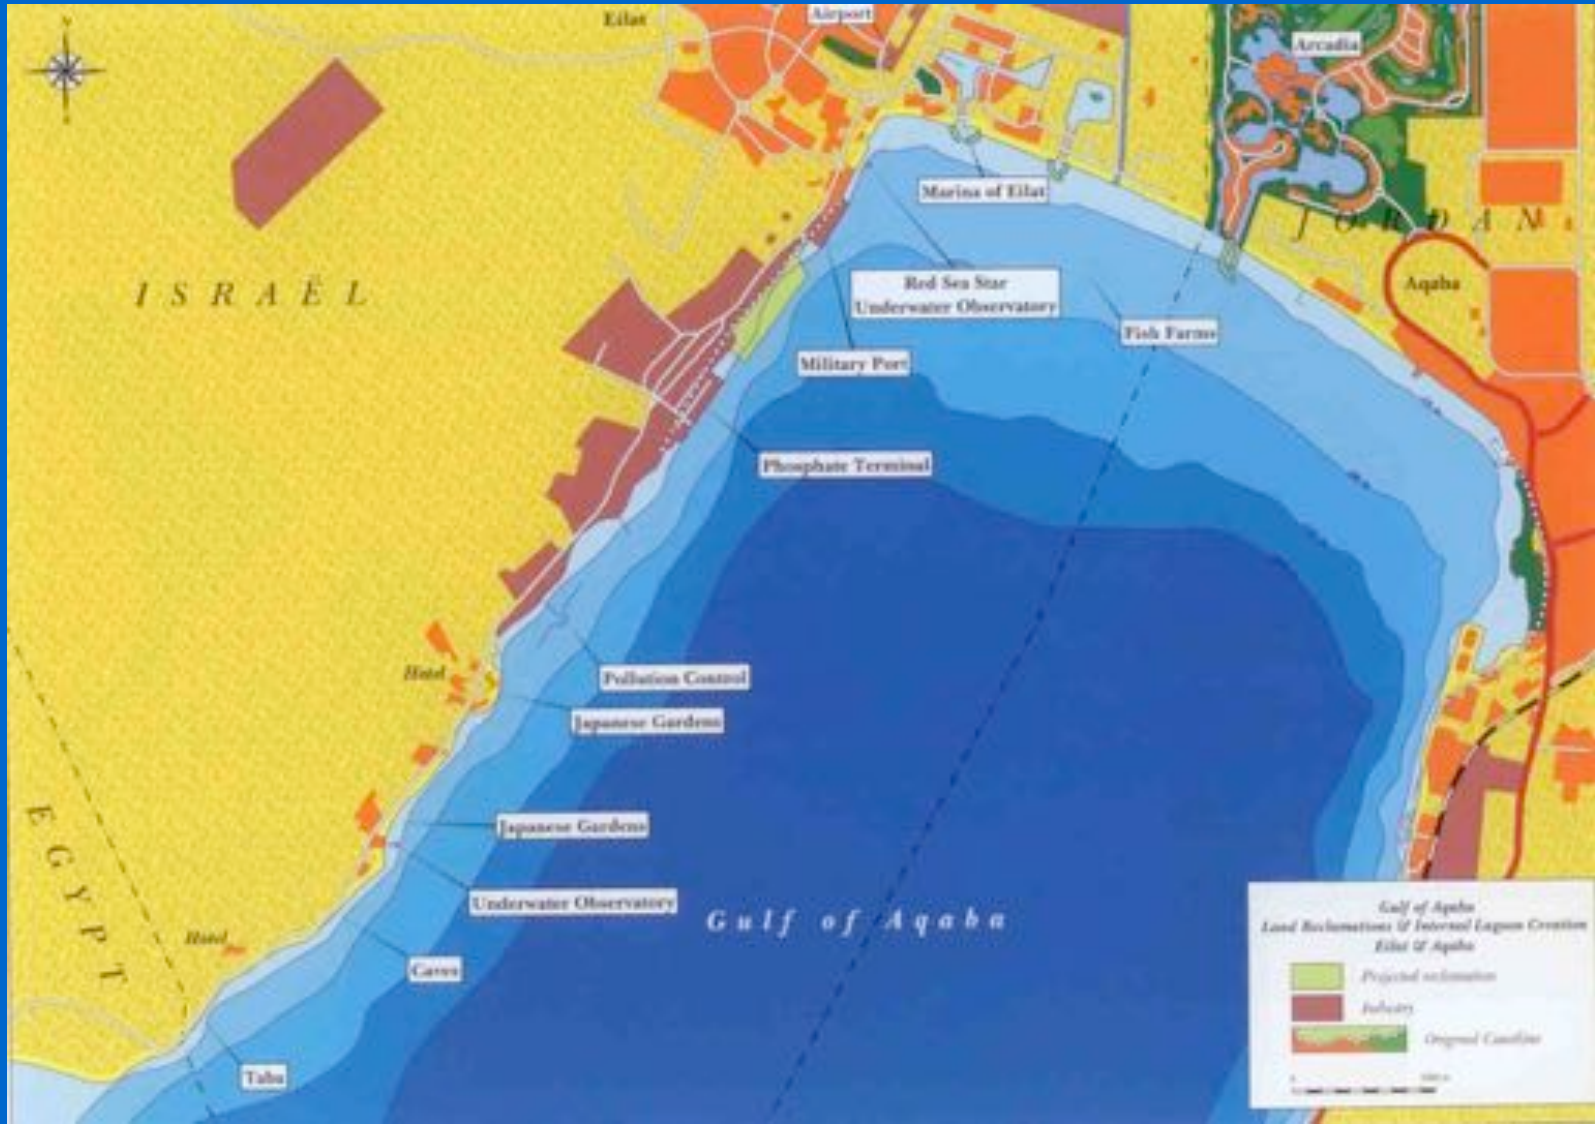 Eilat
Airport
Arcadia
Marina of Eilat
JORDAN
ISRAËL
Red Sea Star
Underwater Observatory
Aqaba
Fish Farms
Military Port
Phosphate Terminal
Hotel
Pollution Control
Japanese Gardens
EGYPT
Japanese Gardens
Underwater Observatory
Gulf of Aqaba
Hotel
Caves
Taba
Gulf of Aqaba
Land Reclamations & Internal Lagoon Creation
Eilat & Aqaba
Projected reclamation
Industry
Original Coastline
0